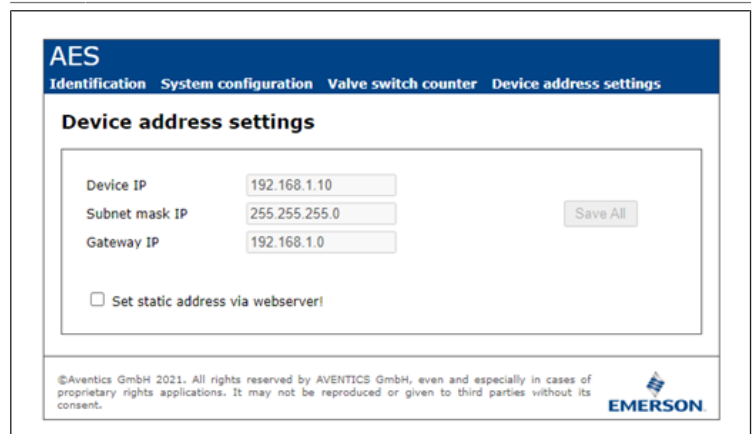 AES
Identification System configuration Valve switch counter Device address settings
Device address settings
Device IP 192.168.1.10
Subnet mask IP 255.255.255.0 Save All
Gateway IP 192.168.1.0
Set static address via webserver!
©Aventics GmbH 2021. All rights reserved by AVENTICS GmbH, even and especially in cases of
proprietary rights applications. It may not be reproduced or given to third parties without its
consent.
EMERSON.